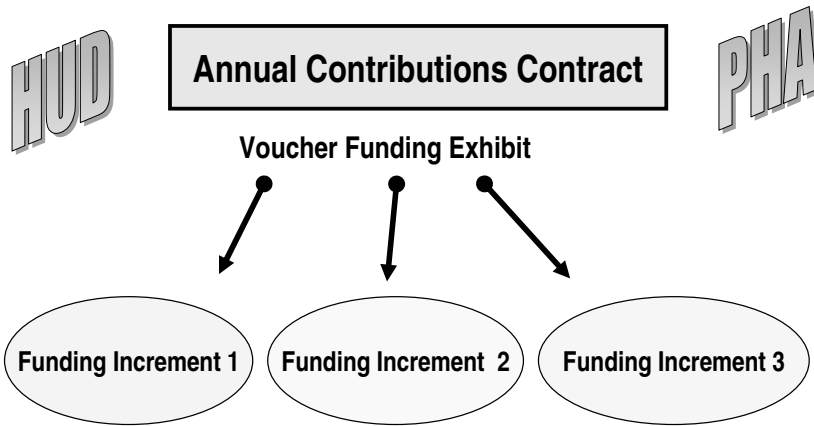 HUD
Annual Contributions Contract
PHA
Voucher Funding Exhibit
Funding Increment 1
Funding Increment 2
Funding Increment 3